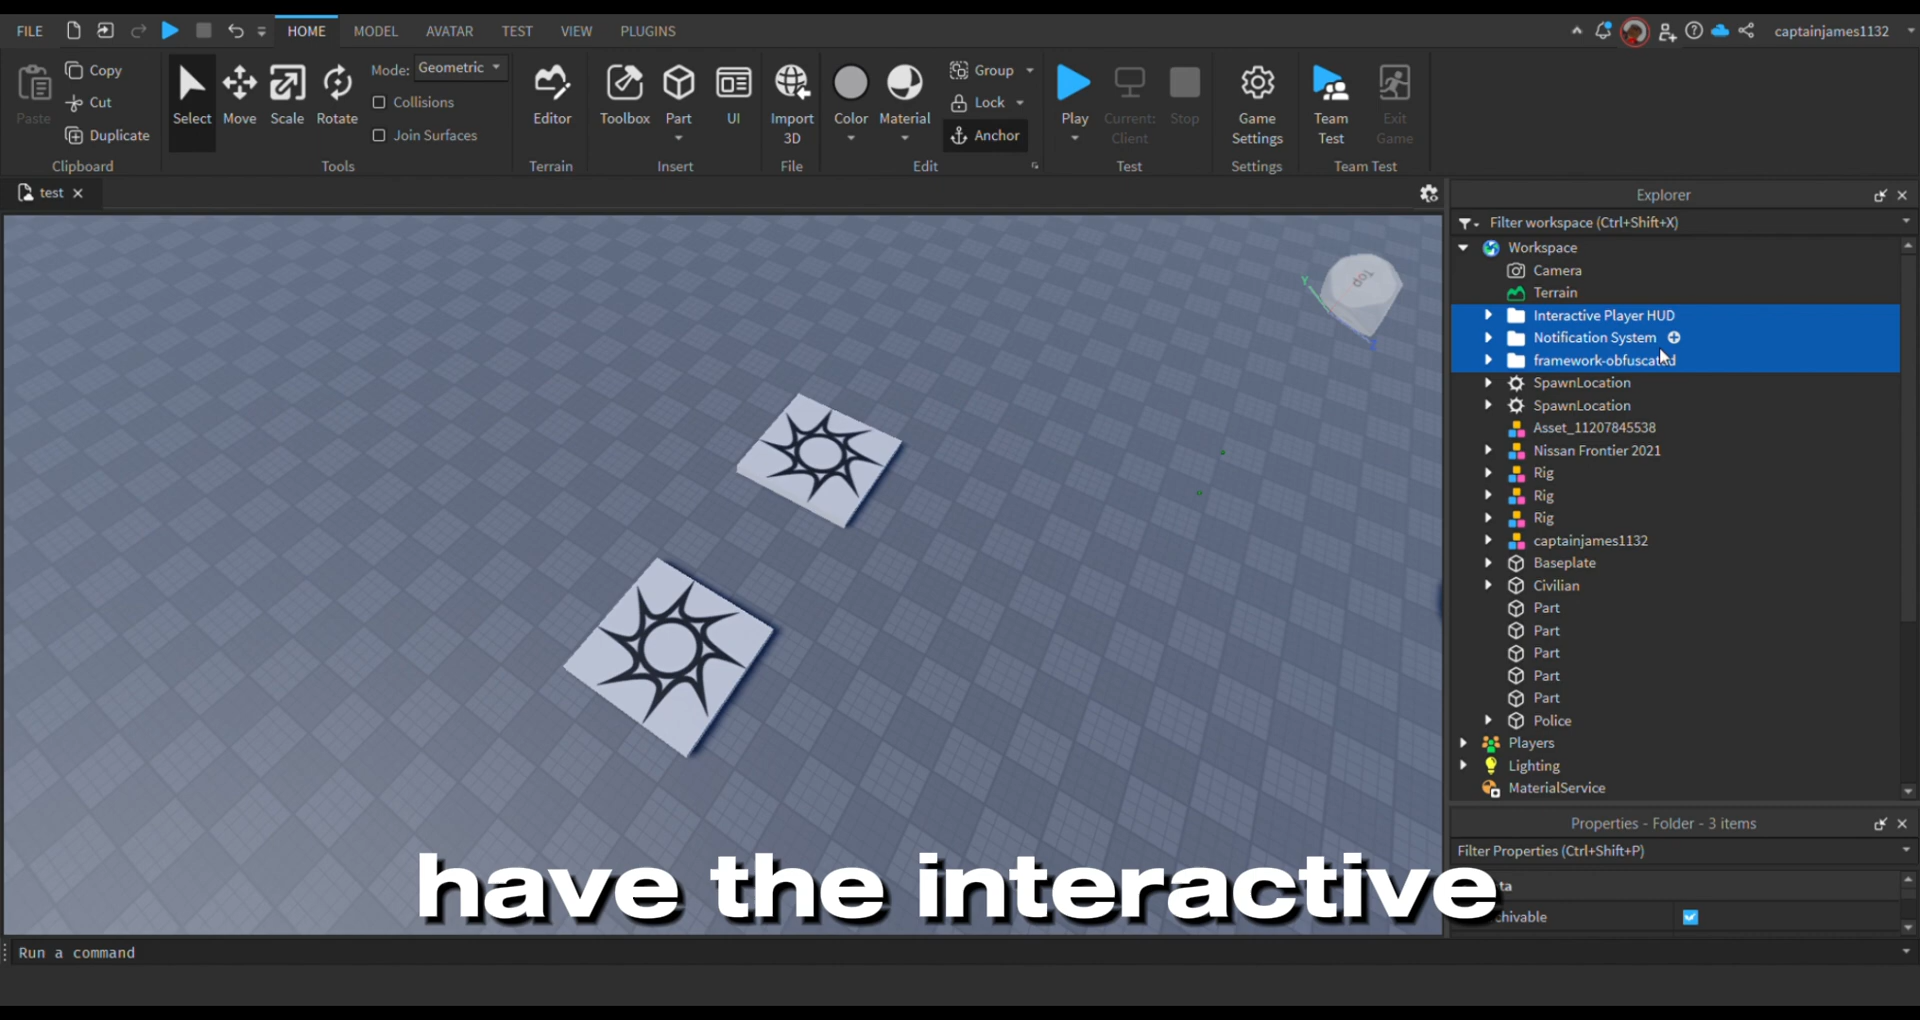 FILE HOME MODEL AVATAR TEST VIEW PLUGINS captainjames1132
Paste Copy Cut Duplicate
Clipboard
Select Move Scale Rotate
Mode: Geometric
Collisions
Join Surfaces
Tools
Editor
Terrain
Toolbox Part UI
Insert
Import 3D
File
Color Material
Group
Lock
Anchor
Edit
Play Current: Client Stop
Test
Game Settings
Settings
Team Test Exit Game
Team Test
test
Top
Y
Explorer
Filter workspace (Ctrl+Shift+X)
Workspace
Camera
Terrain
Interactive Player HUD
Notification System
framework-obfuscated
SpawnLocation
SpawnLocation
Asset_11207845538
Nissan Frontier 2021
Rig
Rig
Rig
captainjames1132
Baseplate
Civilian
Part
Part
Part
Part
Part
Police
Players
Lighting
MaterialService
Properties - Folder - 3 items
Filter Properties (Ctrl+Shift+P)
ta
chivable
have the interactive
Run a command